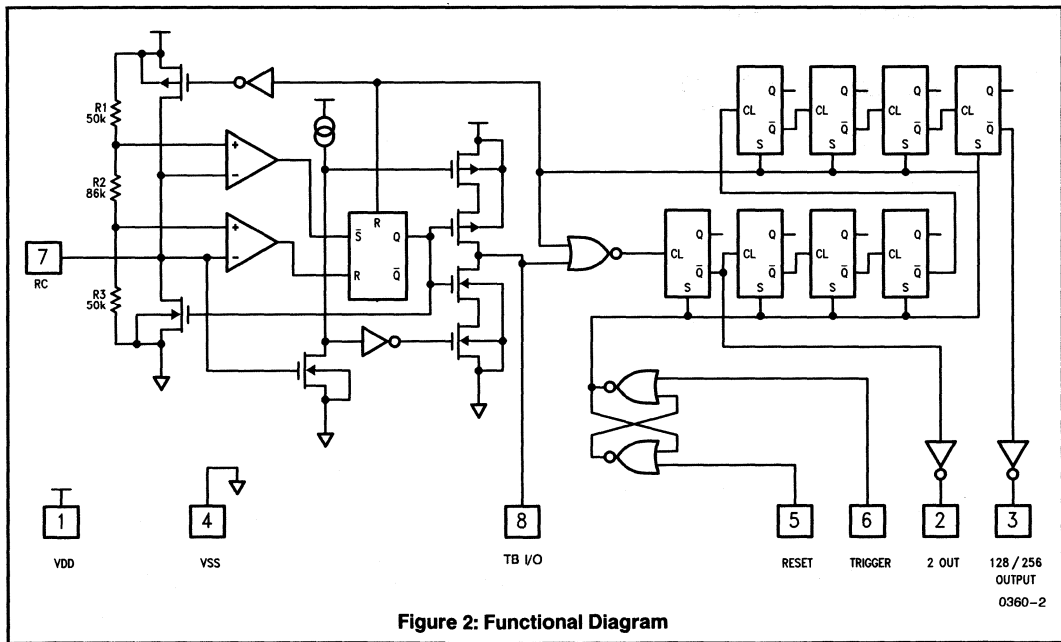 R1
50k
R2
86k
R3
50k
+
−
+
−
S̅
R
Q
R
Q̅
7
RC
CL
Q
Q̅
S
CL
Q
Q̅
S
CL
Q
Q̅
S
CL
Q
Q̅
S
CL
Q
Q̅
S
CL
Q
Q̅
S
CL
Q
Q̅
S
CL
Q
Q̅
S
1
VDD
4
VSS
8
TB I/O
5
RESET
6
TRIGGER
2
2 OUT
3
128 / 256
OUTPUT
0360-2
Figure 2: Functional Diagram